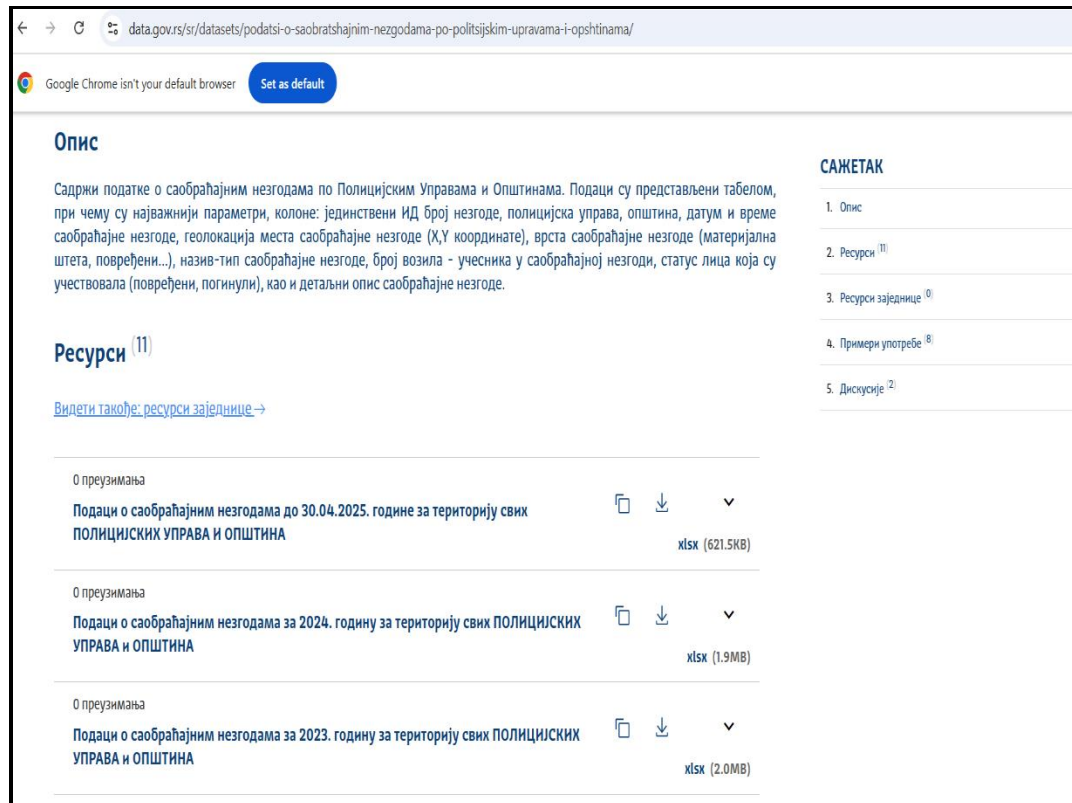 data.gov.rs/sr/datasets/podatsi-o-saobratshajnim-nezgodama-po-politsijskim-upravama-i-opshtinama/
Google Chrome isn't your default browser
Set as default
Опис
Садржи податке о саобраћајним незгодама по Полицијским Управама и Општинама. Подаци су представљени табелом,
при чему су најважнији параметри, колоне: јединствени ИД број незгоде, полицијска управа, општина, датум и време
саобраћајне незгоде, геолокација места саобраћајне незгоде (X,Y координате), врста саобраћајне незгоде (материјална
штета, повређени...), назив-тип саобраћајне незгоде, број возила - учесника у саобраћајној незгоди, статус лица која су
учествовала (повређени, погинули), као и детаљни опис саобраћајне незгоде.
Ресурси (11)
Видети такође: ресурси заједнице →
0 преузимања
Подаци о саобраћајним незгодама до 30.04.2025. године за територију свих
ПОЛИЦИЈСКИХ УПРАВА И ОПШТИНА
xlsx (621.5KB)
0 преузимања
Подаци о саобраћајним незгодама за 2024. годину за територију свих ПОЛИЦИЈСКИХ
УПРАВА и ОПШТИНА
xlsx (1.9MB)
0 преузимања
Подаци о саобраћајним незгодама за 2023. годину за територију свих ПОЛИЦИЈСКИХ
УПРАВА и ОПШТИНА
xlsx (2.0MB)
САЖЕТАК
1. Опис
2. Ресурси (11)
3. Ресурси заједнице (0)
4. Примери употребе (8)
5. Дискусије (2)